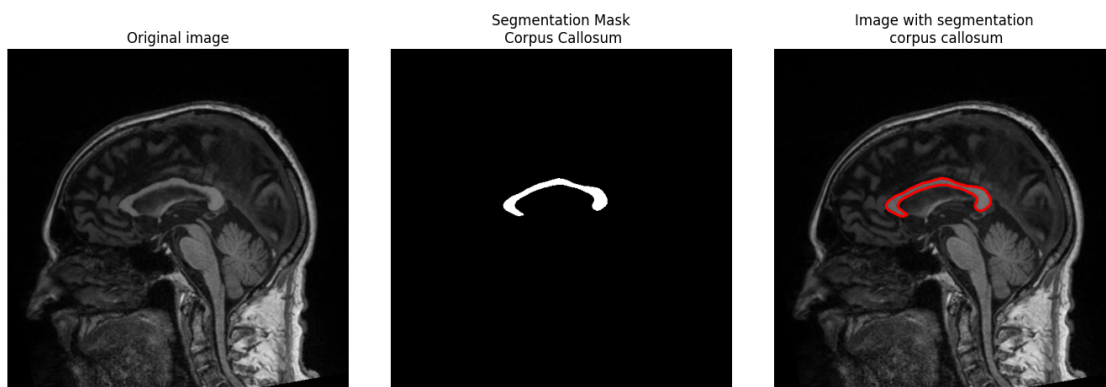 Original image
Segmentation Mask
Corpus Callosum
Image with segmentation
corpus callosum